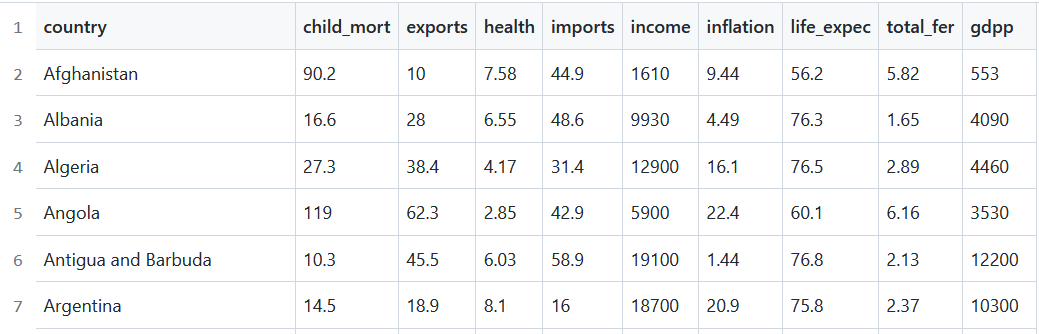 1 country child_mort exports health imports income inflation life_expec total_fer gdpp
2 Afghanistan 90.2 10 7.58 44.9 1610 9.44 56.2 5.82 553
3 Albania 16.6 28 6.55 48.6 9930 4.49 76.3 1.65 4090
4 Algeria 27.3 38.4 4.17 31.4 12900 16.1 76.5 2.89 4460
5 Angola 119 62.3 2.85 42.9 5900 22.4 60.1 6.16 3530
6 Antigua and Barbuda 10.3 45.5 6.03 58.9 19100 1.44 76.8 2.13 12200
7 Argentina 14.5 18.9 8.1 16 18700 20.9 75.8 2.37 10300